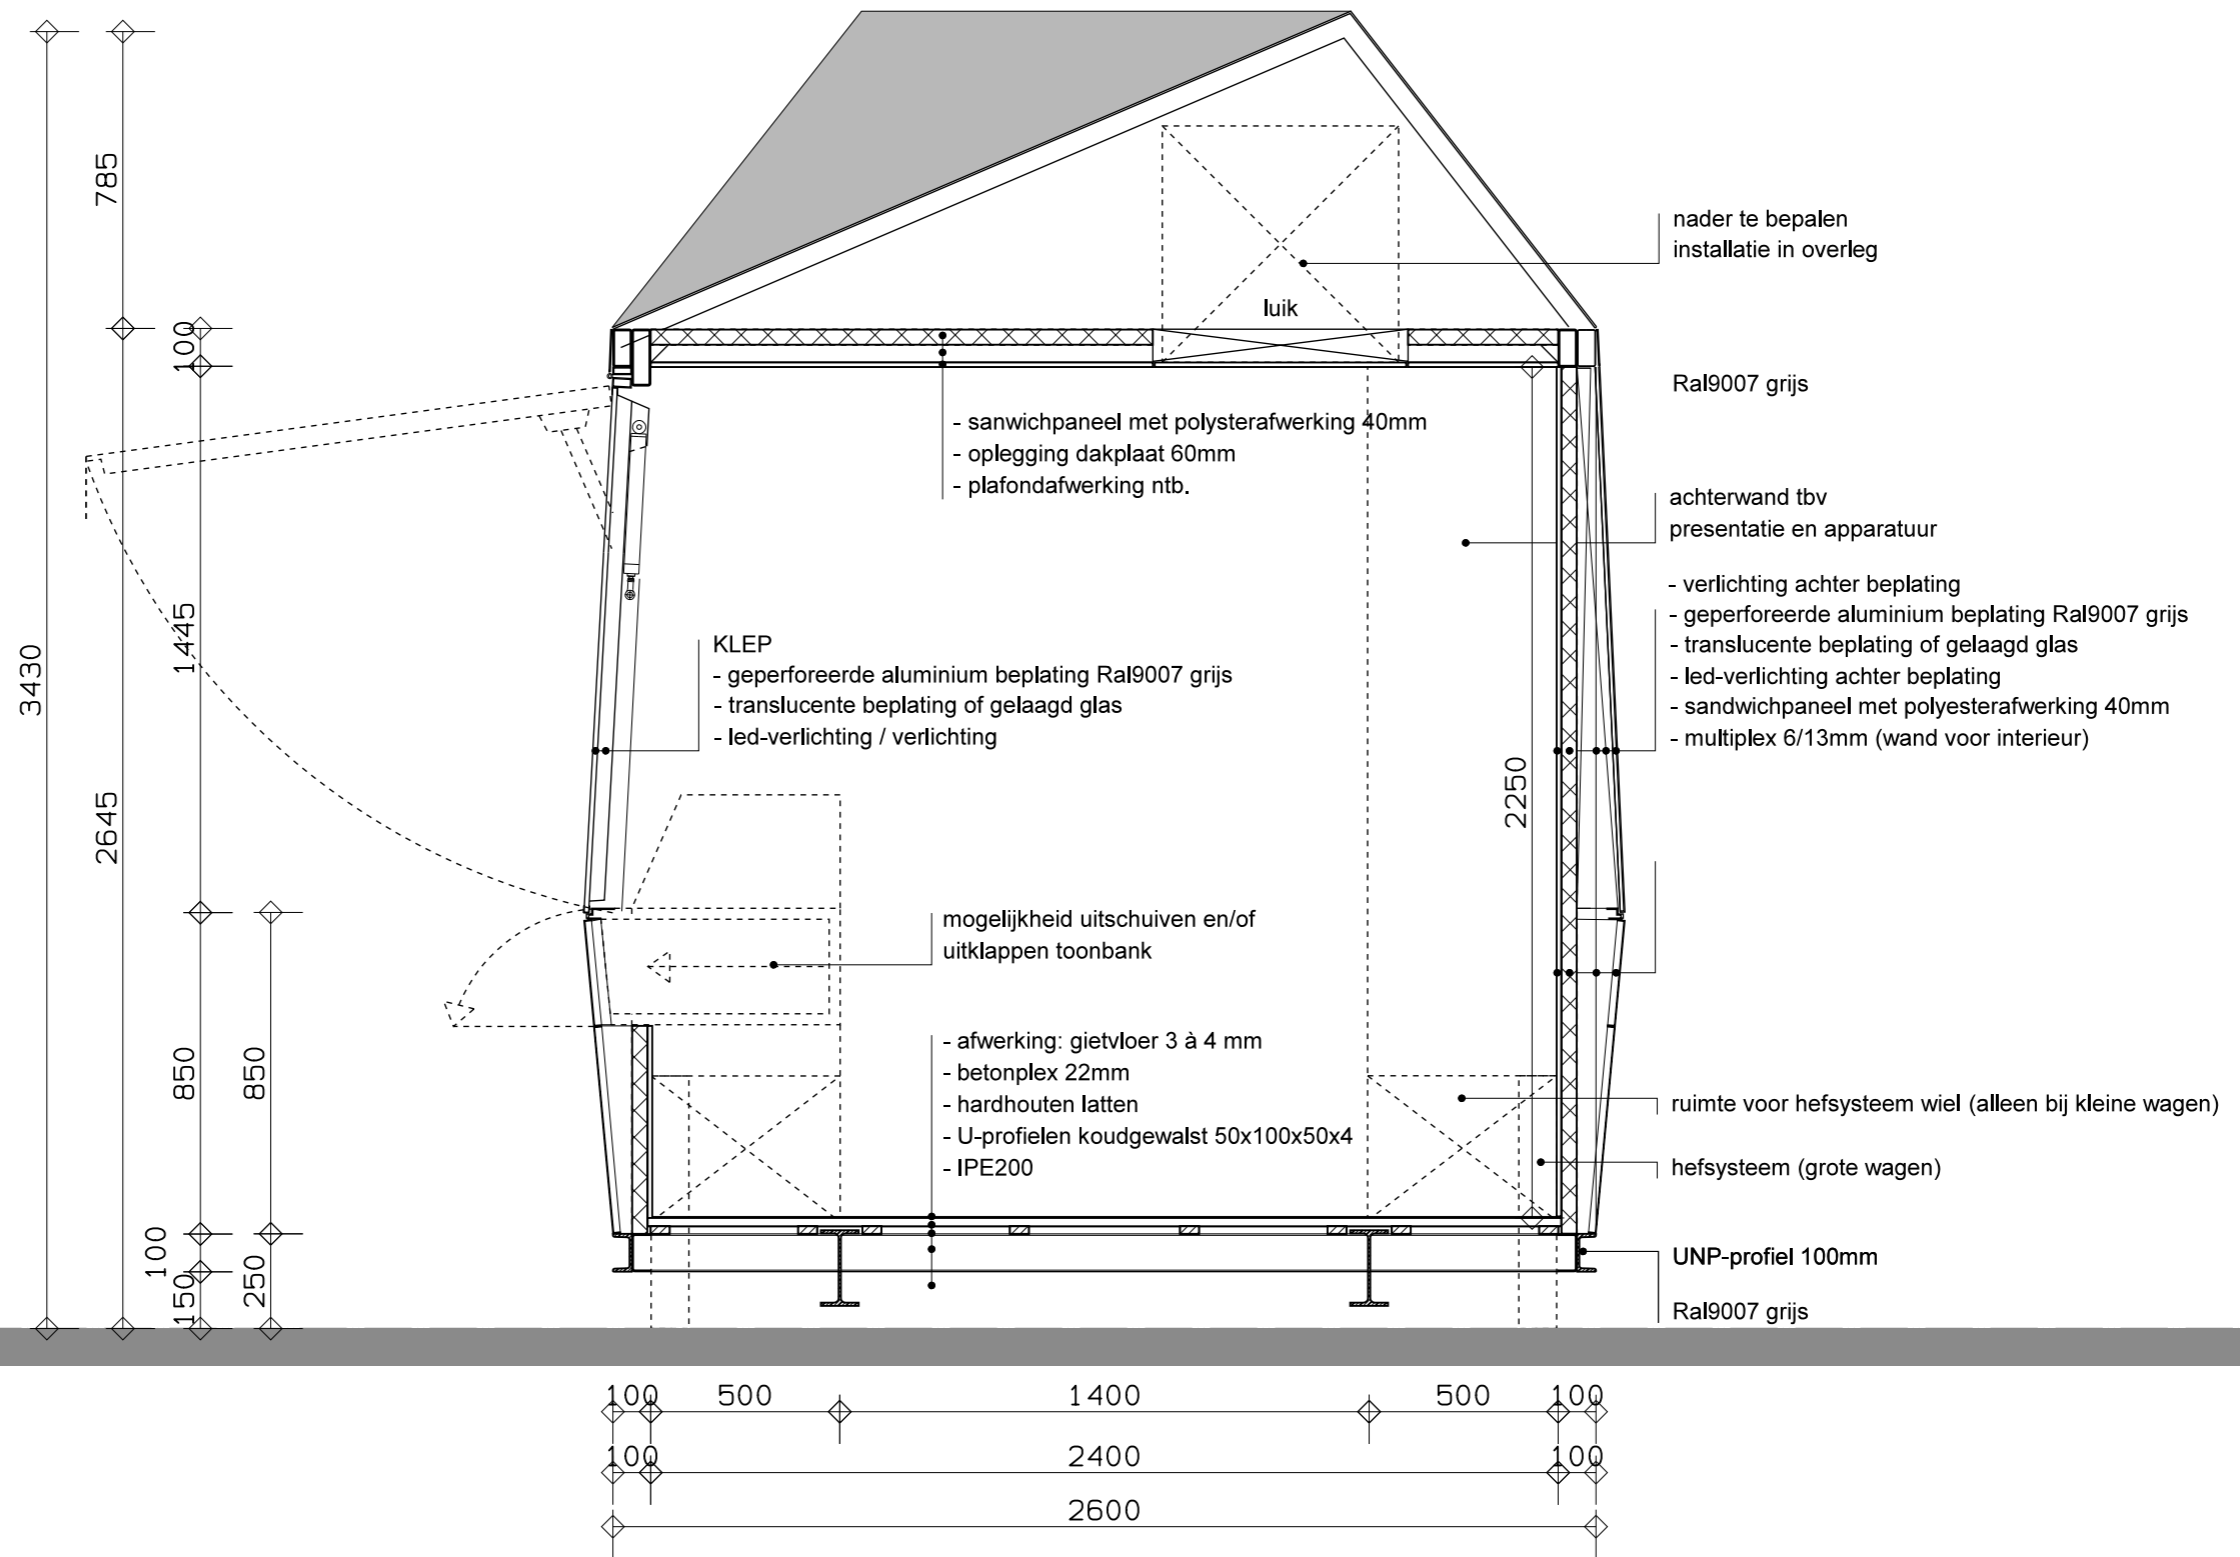 785
100
3430
2645
1445
850
850
100
150
250
luik
nader te bepalen
installatie in overleg
Ral9007 grijs
- sanwichpaneel met polysterafwerking 40mm
- oplegging dakplaat 60mm
- plafondafwerking ntb.
achterwand tbv
presentatie en apparatuur
- verlichting achter beplating
- geperforeerde aluminium beplating Ral9007 grijs
- translucente beplating of gelaagd glas
- led-verlichting achter beplating
- sandwichpaneel met polyesterafwerking 40mm
- multiplex 6/13mm (wand voor interieur)
KLEP
- geperforeerde aluminium beplating Ral9007 grijs
- translucente beplating of gelaagd glas
- led-verlichting / verlichting
2250
mogelijkheid uitschuiven en/of
uitklappen toonbank
- afwerking: gietvloer 3 à 4 mm
- betonplex 22mm
- hardhouten latten
- U-profielen koudgewalst 50x100x50x4
- IPE200
ruimte voor hefsysteem wiel (alleen bij kleine wagen)
hefsysteem (grote wagen)
UNP-profiel 100mm
Ral9007 grijs
100 500 1400 500 100
100 2400 100
2600